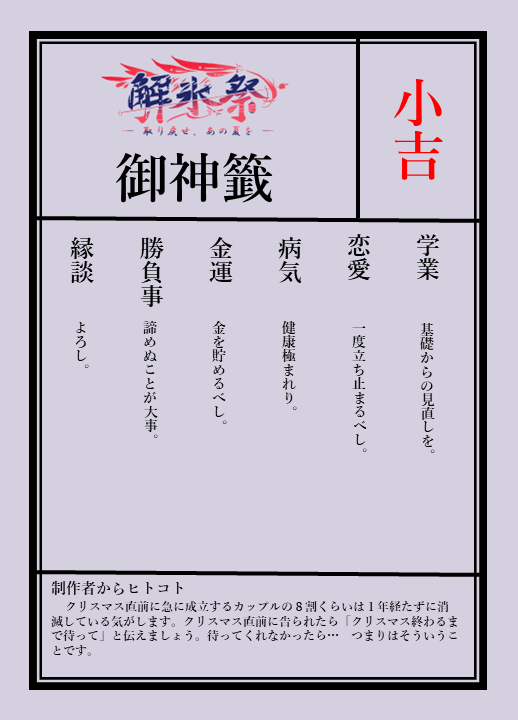 解氷祭
取り戻せ、あの夏を
御神籤
小吉
学業
基礎からの見直しを。
恋愛
一度立ち止まるべし。
病気
健康極まれり。
金運
金を貯めるべし。
勝負事
諦めぬことが大事。
縁談
よろし。
制作者からヒトコト
クリスマス直前に急に成立するカップルの８割くらいは１年経たずに消
滅している気がします。クリスマス直前に告られたら「クリスマス終わるま
で待って」と伝えましょう。待ってくれなかったら… つまりはそういうこ
とです。